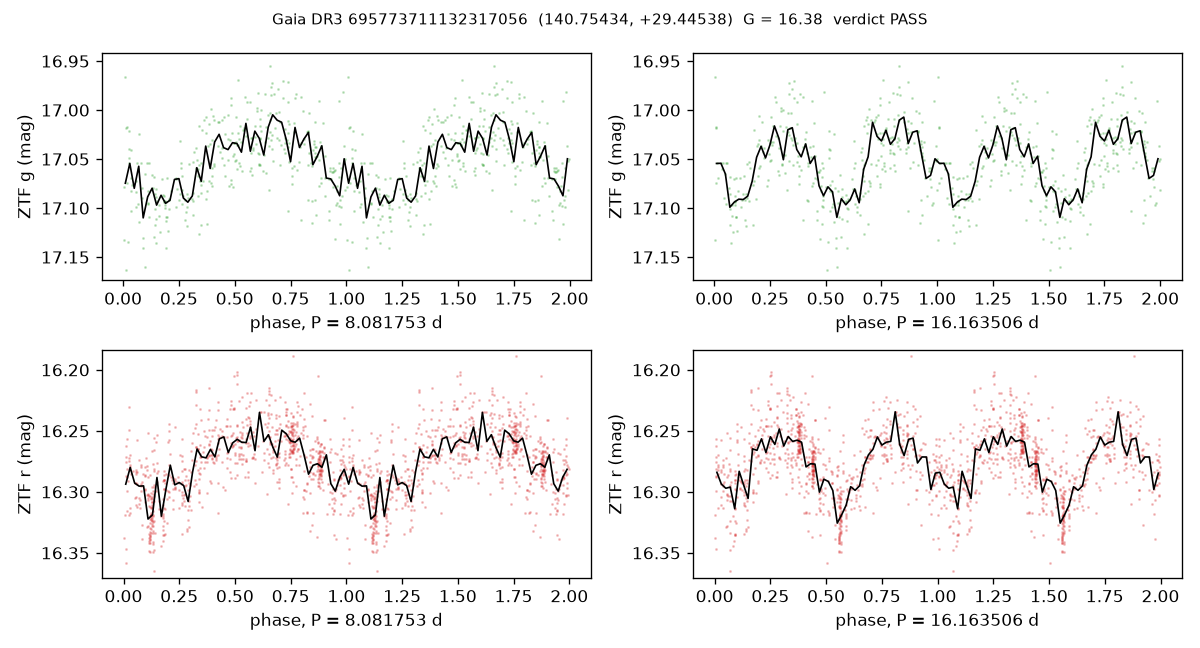 Gaia DR3 695773711132317056 (140.75434, +29.44538) G = 16.38 verdict PASS
ZTF g (mag)
16.95
17.00
17.05
17.10
17.15
0.00 0.25 0.50 0.75 1.00 1.25 1.50 1.75 2.00
phase, P = 8.081753 d
ZTF g (mag)
16.95
17.00
17.05
17.10
17.15
0.00 0.25 0.50 0.75 1.00 1.25 1.50 1.75 2.00
phase, P = 16.163506 d
ZTF r (mag)
16.20
16.25
16.30
16.35
0.00 0.25 0.50 0.75 1.00 1.25 1.50 1.75 2.00
phase, P = 8.081753 d
ZTF r (mag)
16.20
16.25
16.30
16.35
0.00 0.25 0.50 0.75 1.00 1.25 1.50 1.75 2.00
phase, P = 16.163506 d